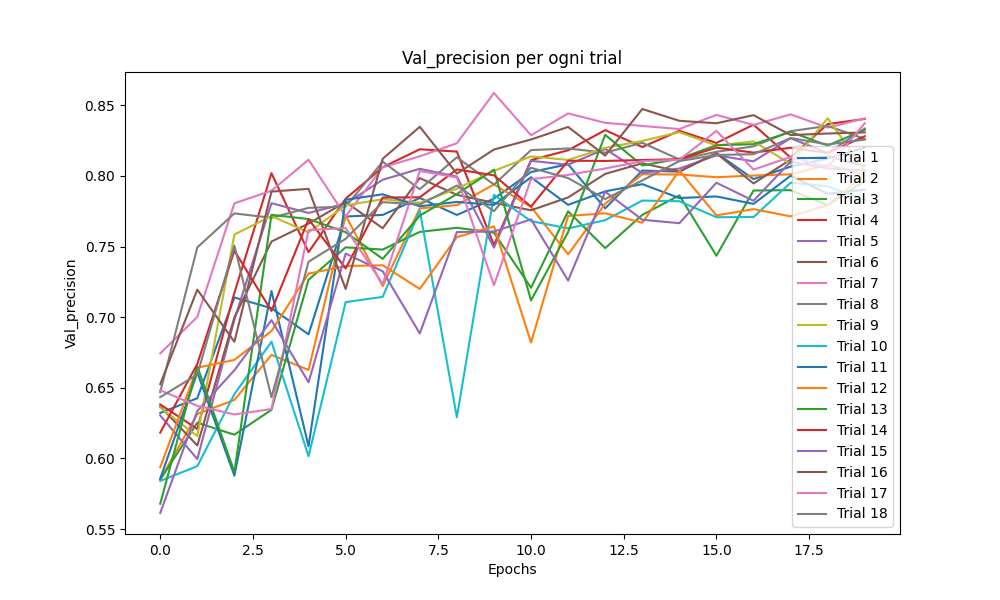 Val_precision per ogni trial
Val_precision
0.85
0.80
0.75
0.70
0.65
0.60
0.55
0.0
2.5
5.0
7.5
10.0
12.5
15.0
17.5
Epochs
Trial 1
Trial 2
Trial 3
Trial 4
Trial 5
Trial 6
Trial 7
Trial 8
Trial 9
Trial 10
Trial 11
Trial 12
Trial 13
Trial 14
Trial 15
Trial 16
Trial 17
Trial 18